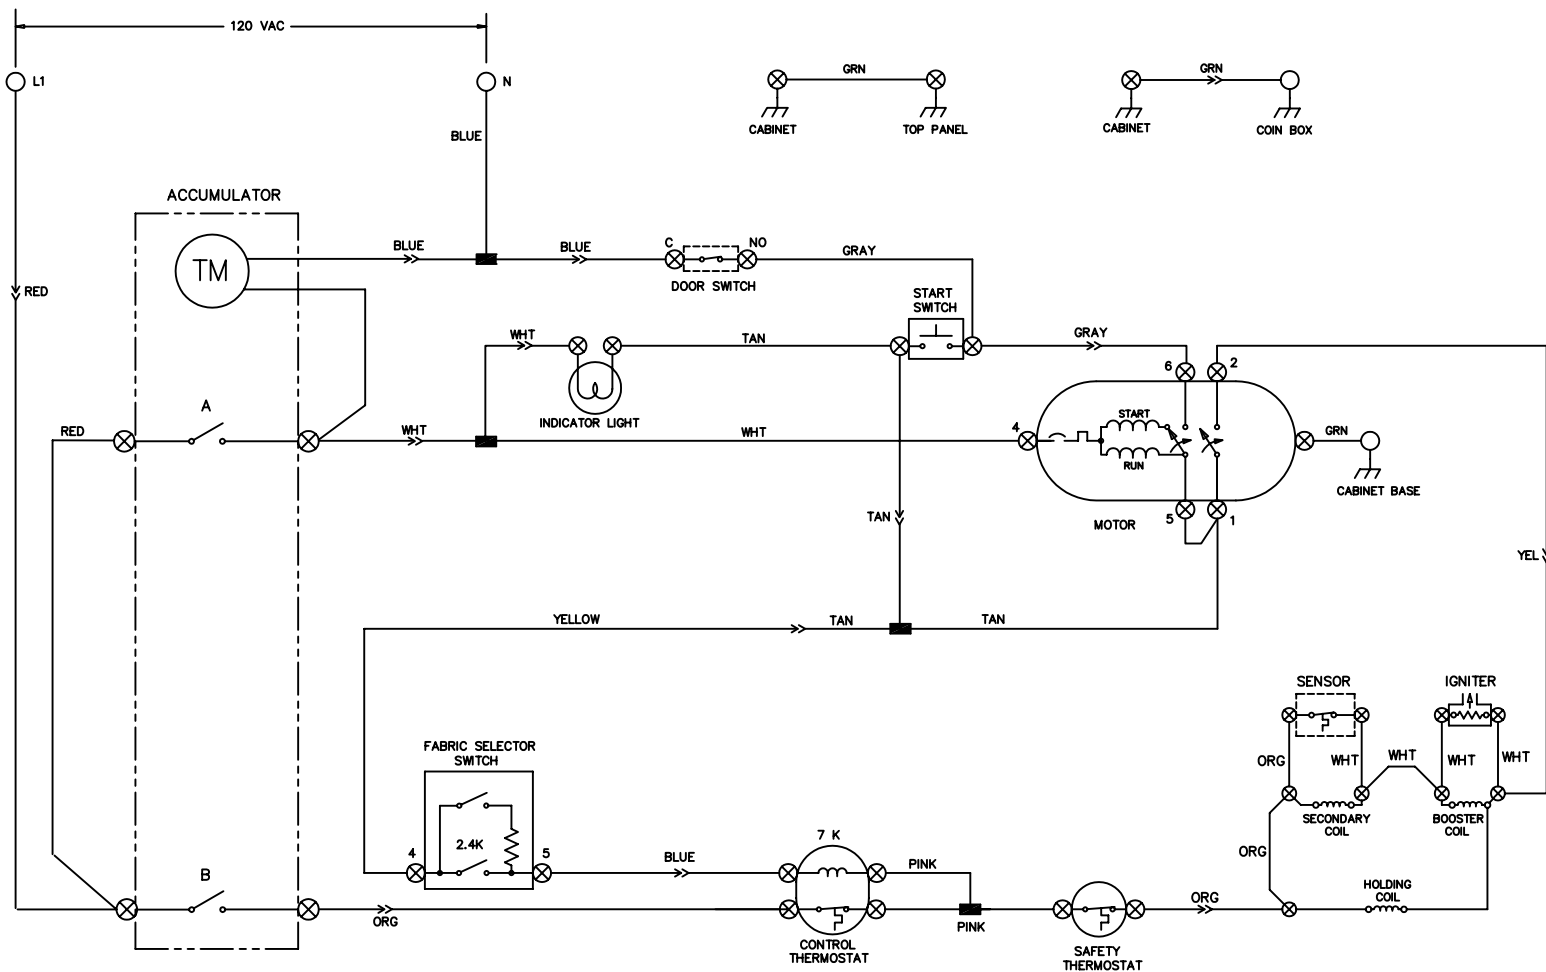 120 VAC
L1
N
GRN
GRN
BLUE
CABINET
TOP PANEL
CABINET
COIN BOX
ACCUMULATOR
BLUE
BLUE
C
NO
GRAY
TM
DOOR SWITCH
RED
START
SWITCH
WHT
TAN
GRAY
6
2
A
INDICATOR LIGHT
START
RED
WHT
WHT
4
GRN
RUN
CABINET BASE
TAN
5
1
MOTOR
YEL
YELLOW
TAN
TAN
SENSOR
IGNITER
FABRIC SELECTOR
SWITCH
ORG
WHT
WHT
WHT
WHT
SECONDARY
COIL
BOOSTER
COIL
2.4K
7 K
4
5
BLUE
PINK
ORG
B
HOLDING
COIL
ORG
ORG
PINK
CONTROL
THERMOSTAT
SAFETY
THERMOSTAT